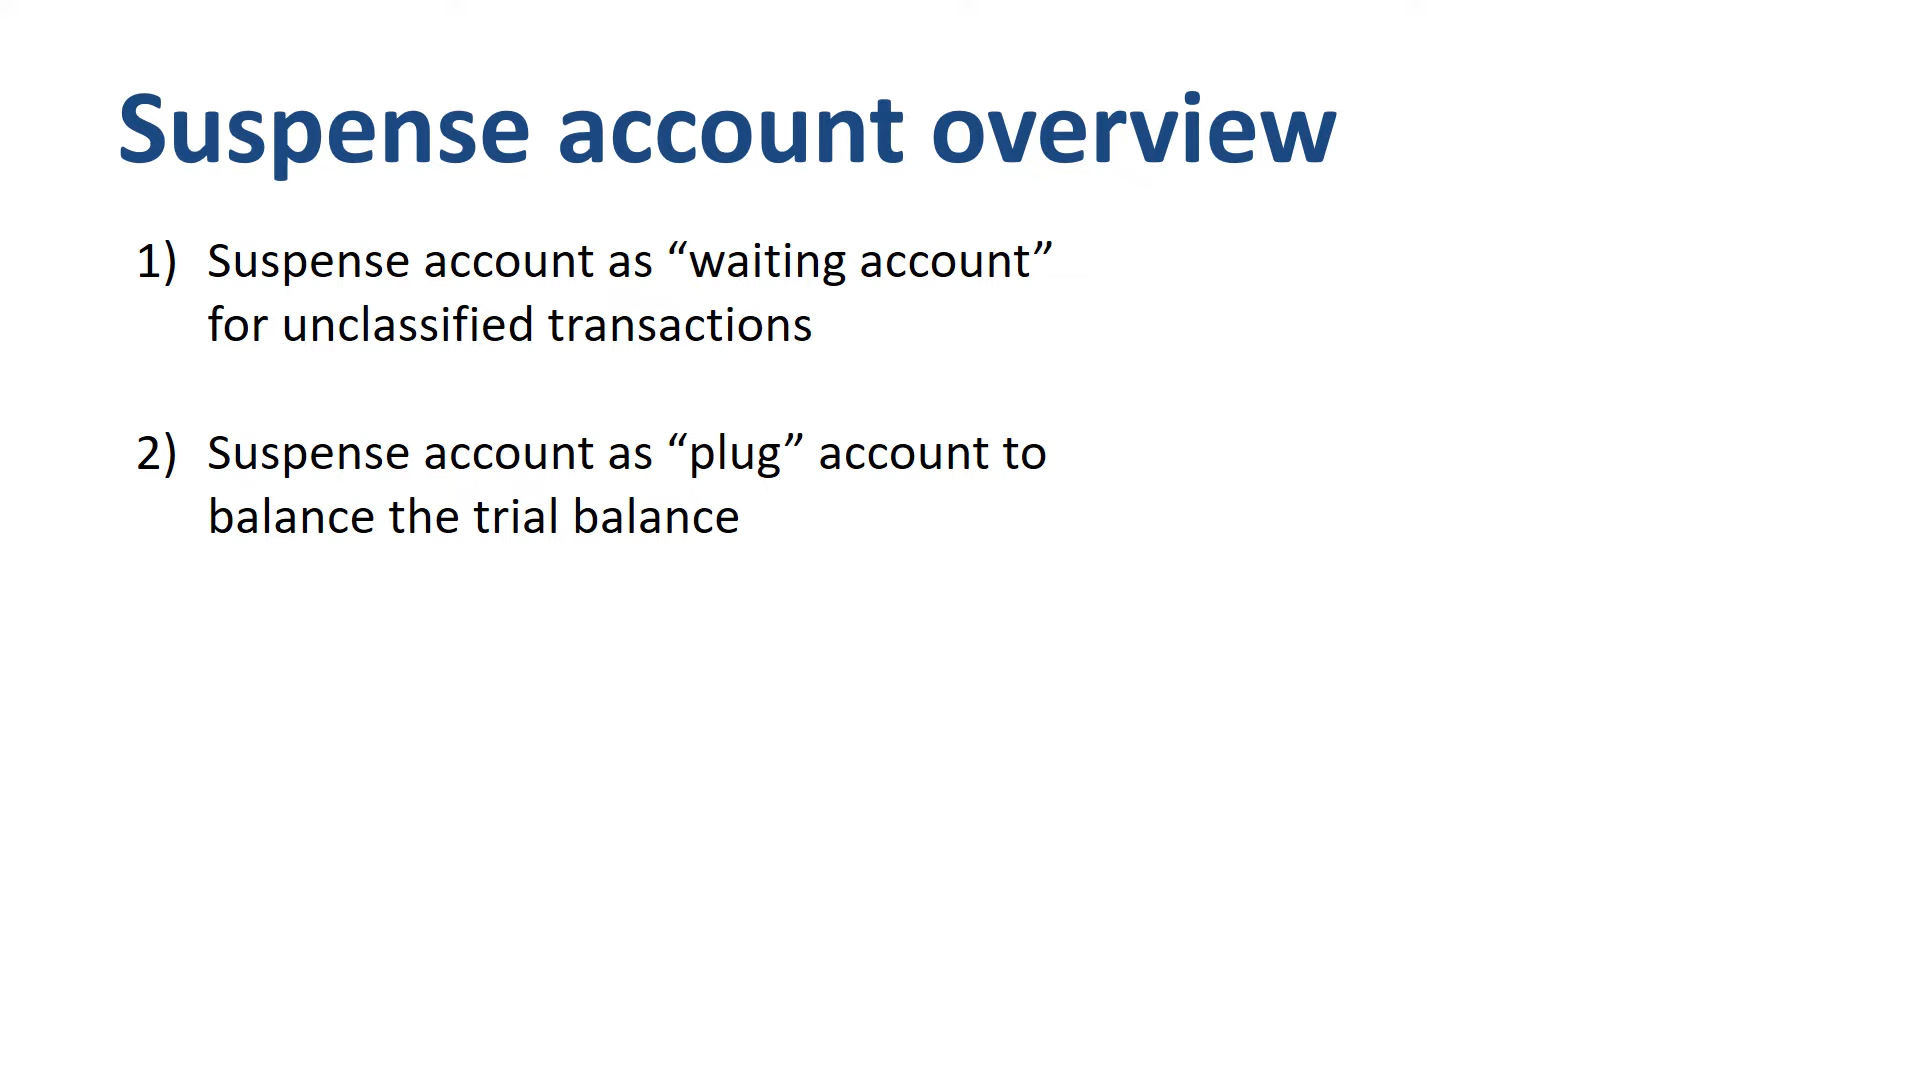 Suspense account overview
1) Suspense account as “waiting account”
for unclassified transactions
2) Suspense account as “plug” account to
balance the trial balance